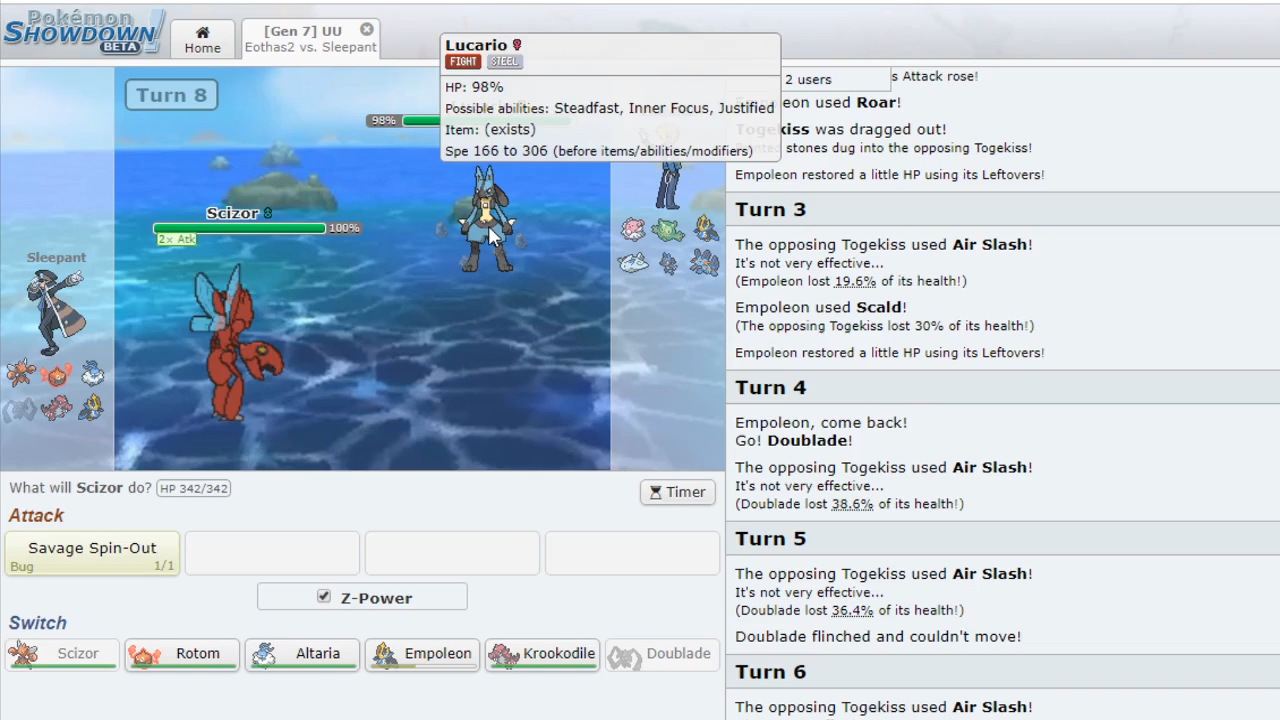 Pokémon
SHOWDOWN!
BETA
Home
[Gen 7] UU
Eothas2 vs. Sleepant
Lucario
FIGHT STEEL
HP: 98%
Possible abilities: Steadfast, Inner Focus, Justified
Item: (exists)
Spe 166 to 306 (before items/abilities/modifiers)
Turn 8
98%
Scizor
100%
2x Atk
Sleepant
What will Scizor do? HP 342/342
Timer
Attack
Savage Spin-Out
Bug 1/1
Z-Power
Switch
Scizor
Rotom
Altaria
Empoleon
Krookodile
Doublade
2 users
s Attack rose!
eon used Roar!
Togekiss was dragged out!
stones dug into the opposing Togekiss!
Empoleon restored a little HP using its Leftovers!
Turn 3
The opposing Togekiss used Air Slash!
It's not very effective...
(Empoleon lost 19.6% of its health!)
Empoleon used Scald!
(The opposing Togekiss lost 30% of its health!)
Empoleon restored a little HP using its Leftovers!
Turn 4
Empoleon, come back!
Go! Doublade!
The opposing Togekiss used Air Slash!
It's not very effective...
(Doublade lost 38.6% of its health!)
Turn 5
The opposing Togekiss used Air Slash!
It's not very effective...
(Doublade lost 36.4% of its health!)
Doublade flinched and couldn't move!
Turn 6
The opposing Togekiss used Air Slash!